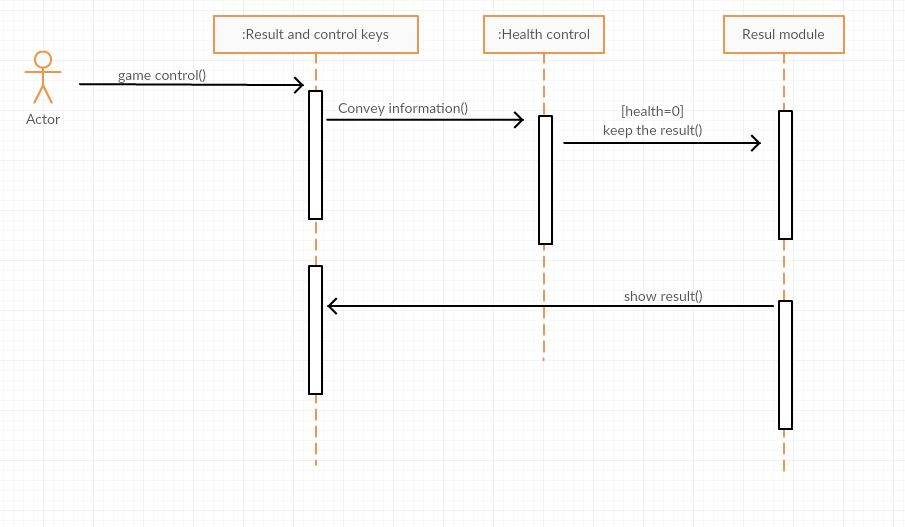 :Result and control keys
:Health control
Resul module
game control()
Actor
Convey information()
[health=0]
keep the result()
show result()